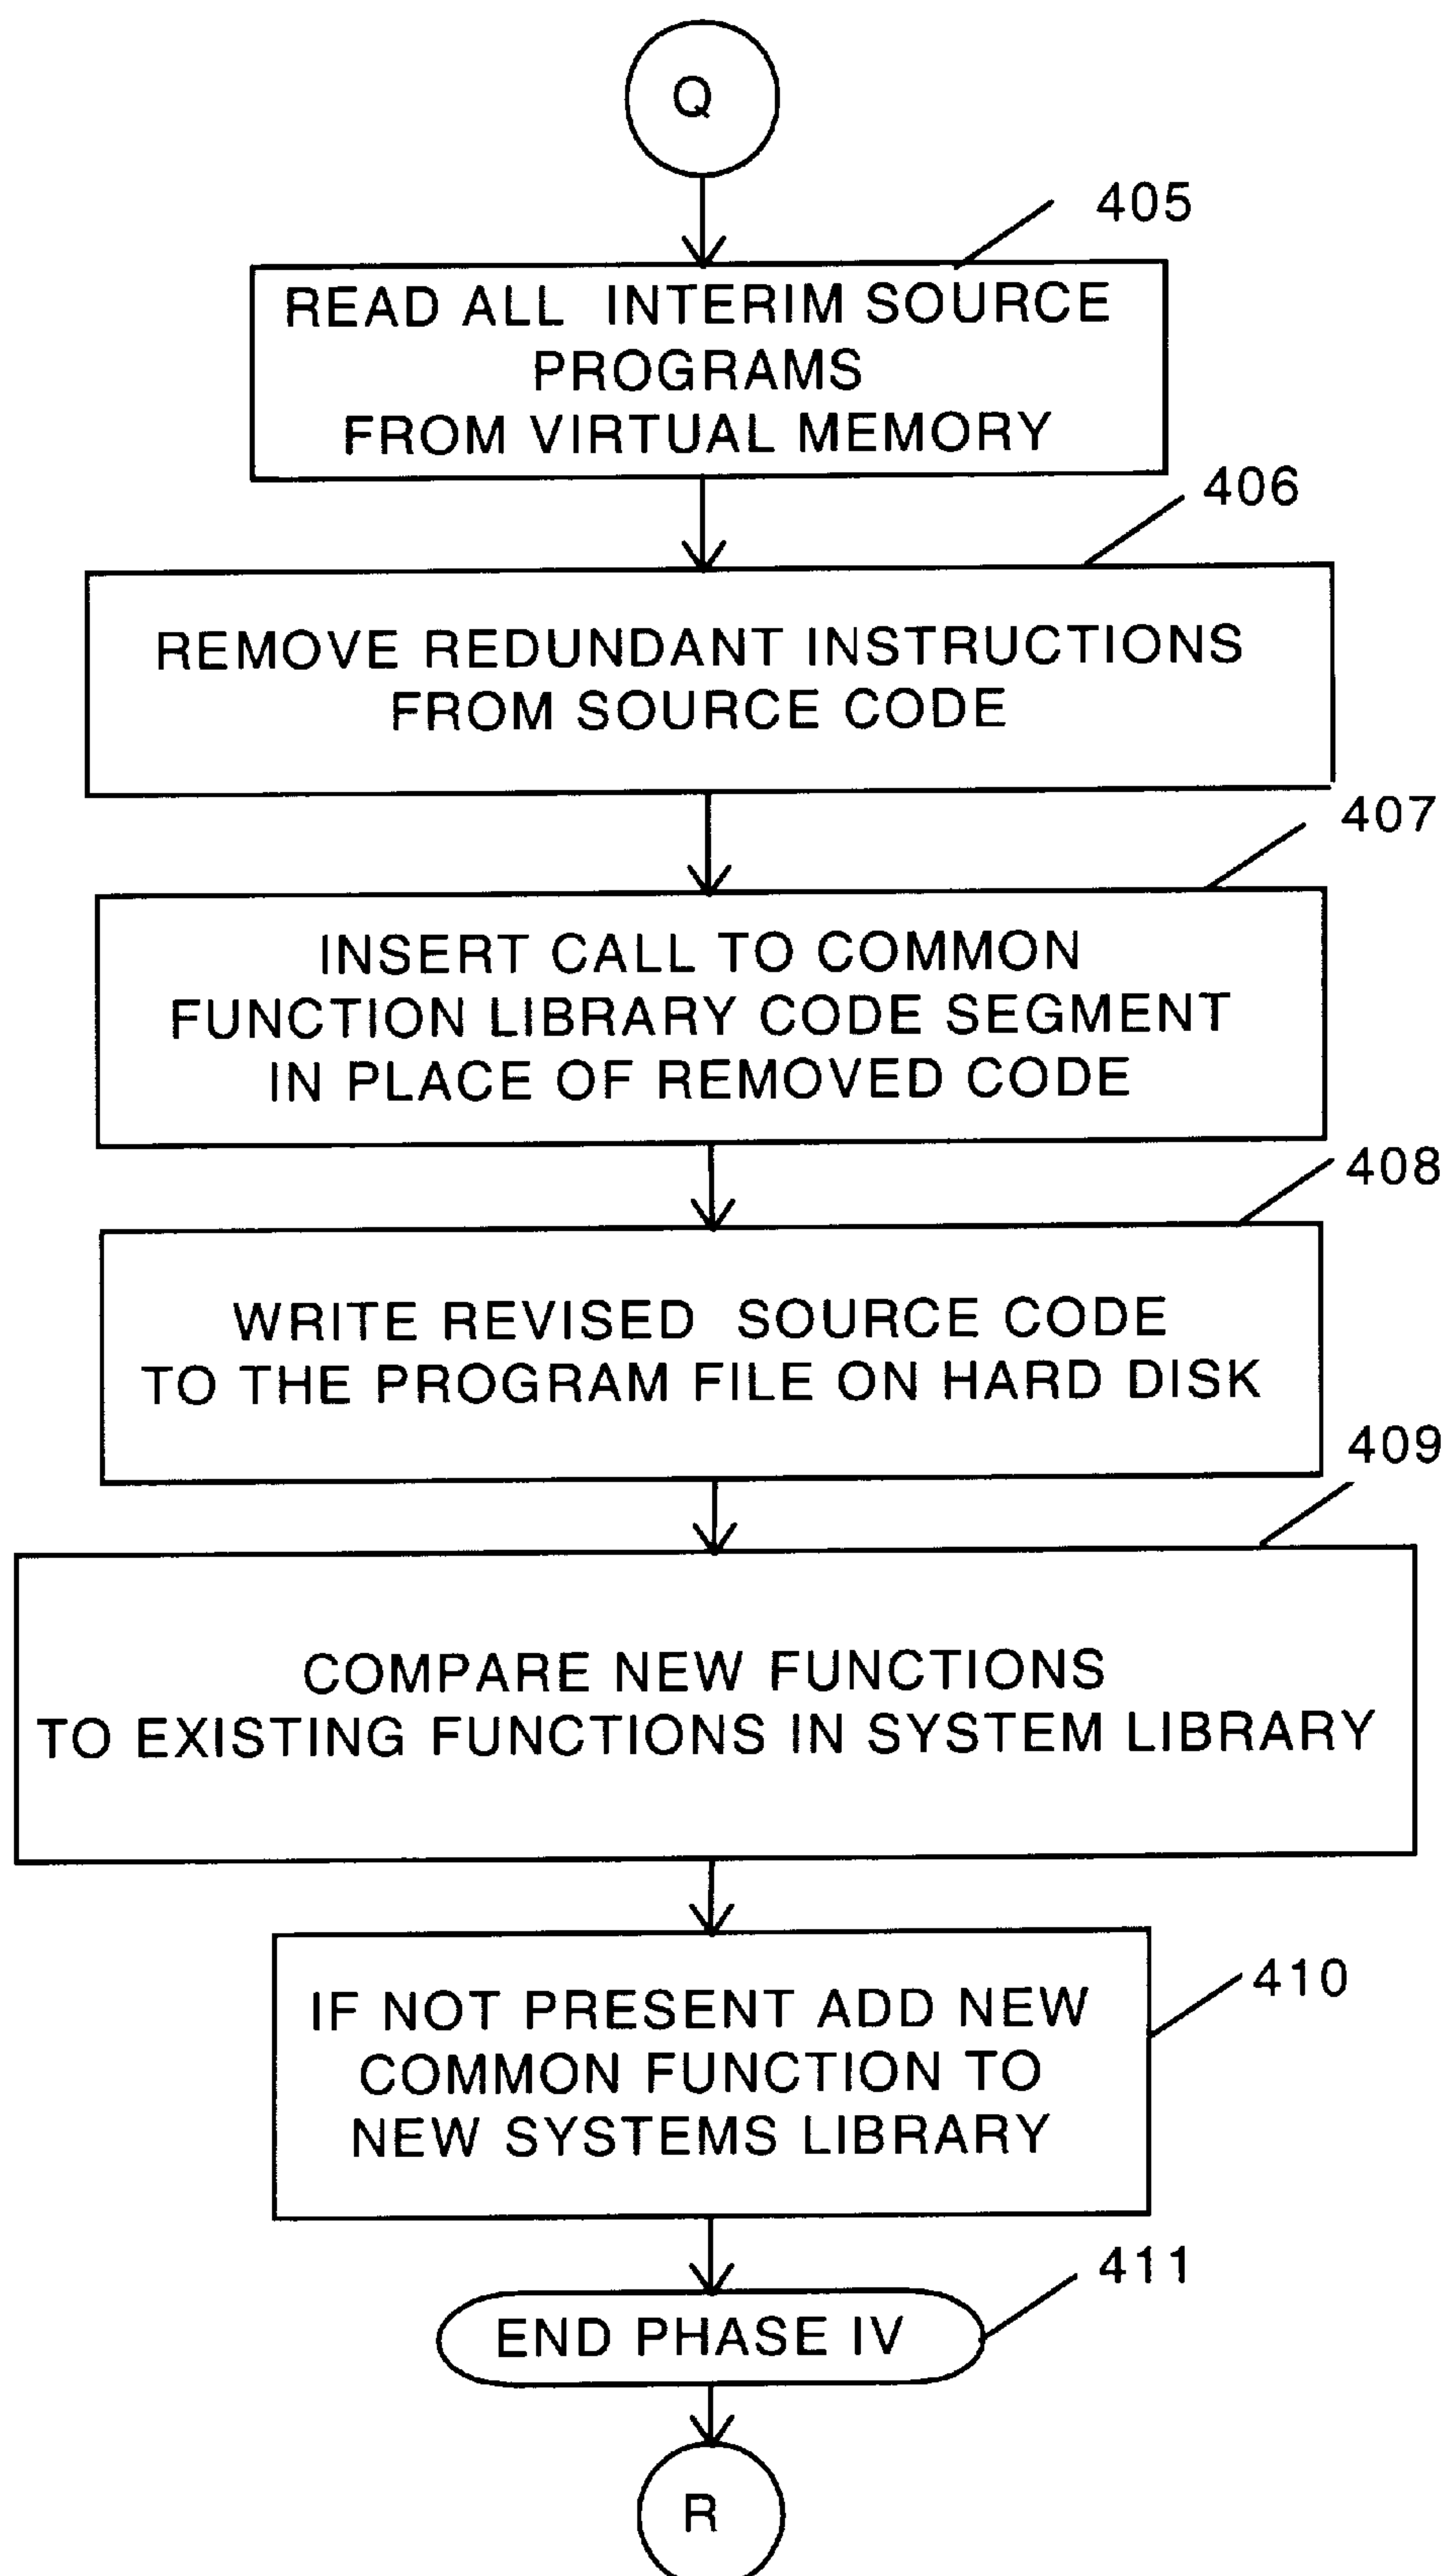 Q
405
READ ALL INTERIM SOURCE
PROGRAMS
FROM VIRTUAL MEMORY
406
REMOVE REDUNDANT INSTRUCTIONS
FROM SOURCE CODE
407
INSERT CALL TO COMMON
FUNCTION LIBRARY CODE SEGMENT
IN PLACE OF REMOVED CODE
408
WRITE REVISED SOURCE CODE
TO THE PROGRAM FILE ON HARD DISK
409
COMPARE NEW FUNCTIONS
TO EXISTING FUNCTIONS IN SYSTEM LIBRARY
410
IF NOT PRESENT ADD NEW
COMMON FUNCTION TO
NEW SYSTEMS LIBRARY
411
END PHASE IV
R